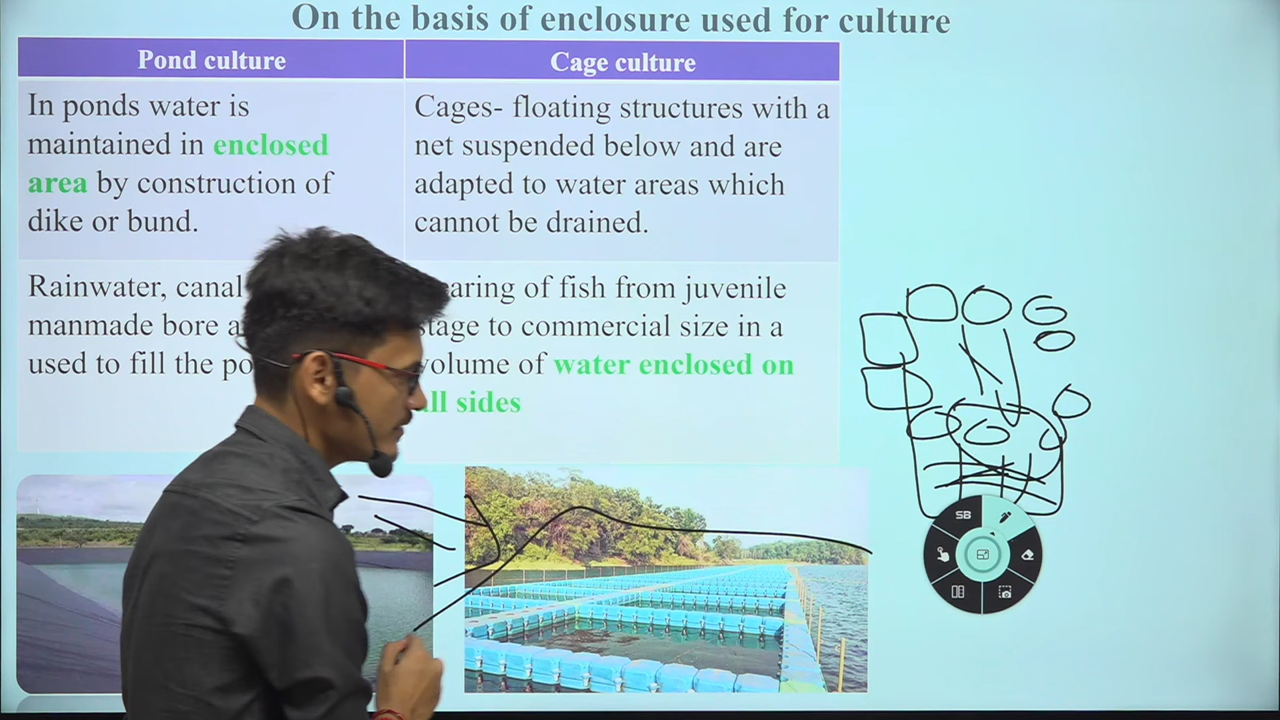 On the basis of enclosure used for culture
Pond culture
Cage culture
In ponds water is
maintained in enclosed
area by construction of
dike or bund.
Cages- floating structures with a
net suspended below and are
adapted to water areas which
cannot be drained.
Rainwater, canal
manmade bore
used to fill the
of fish from juvenile
stage to commercial size in a
volume of water enclosed on
sides
SB